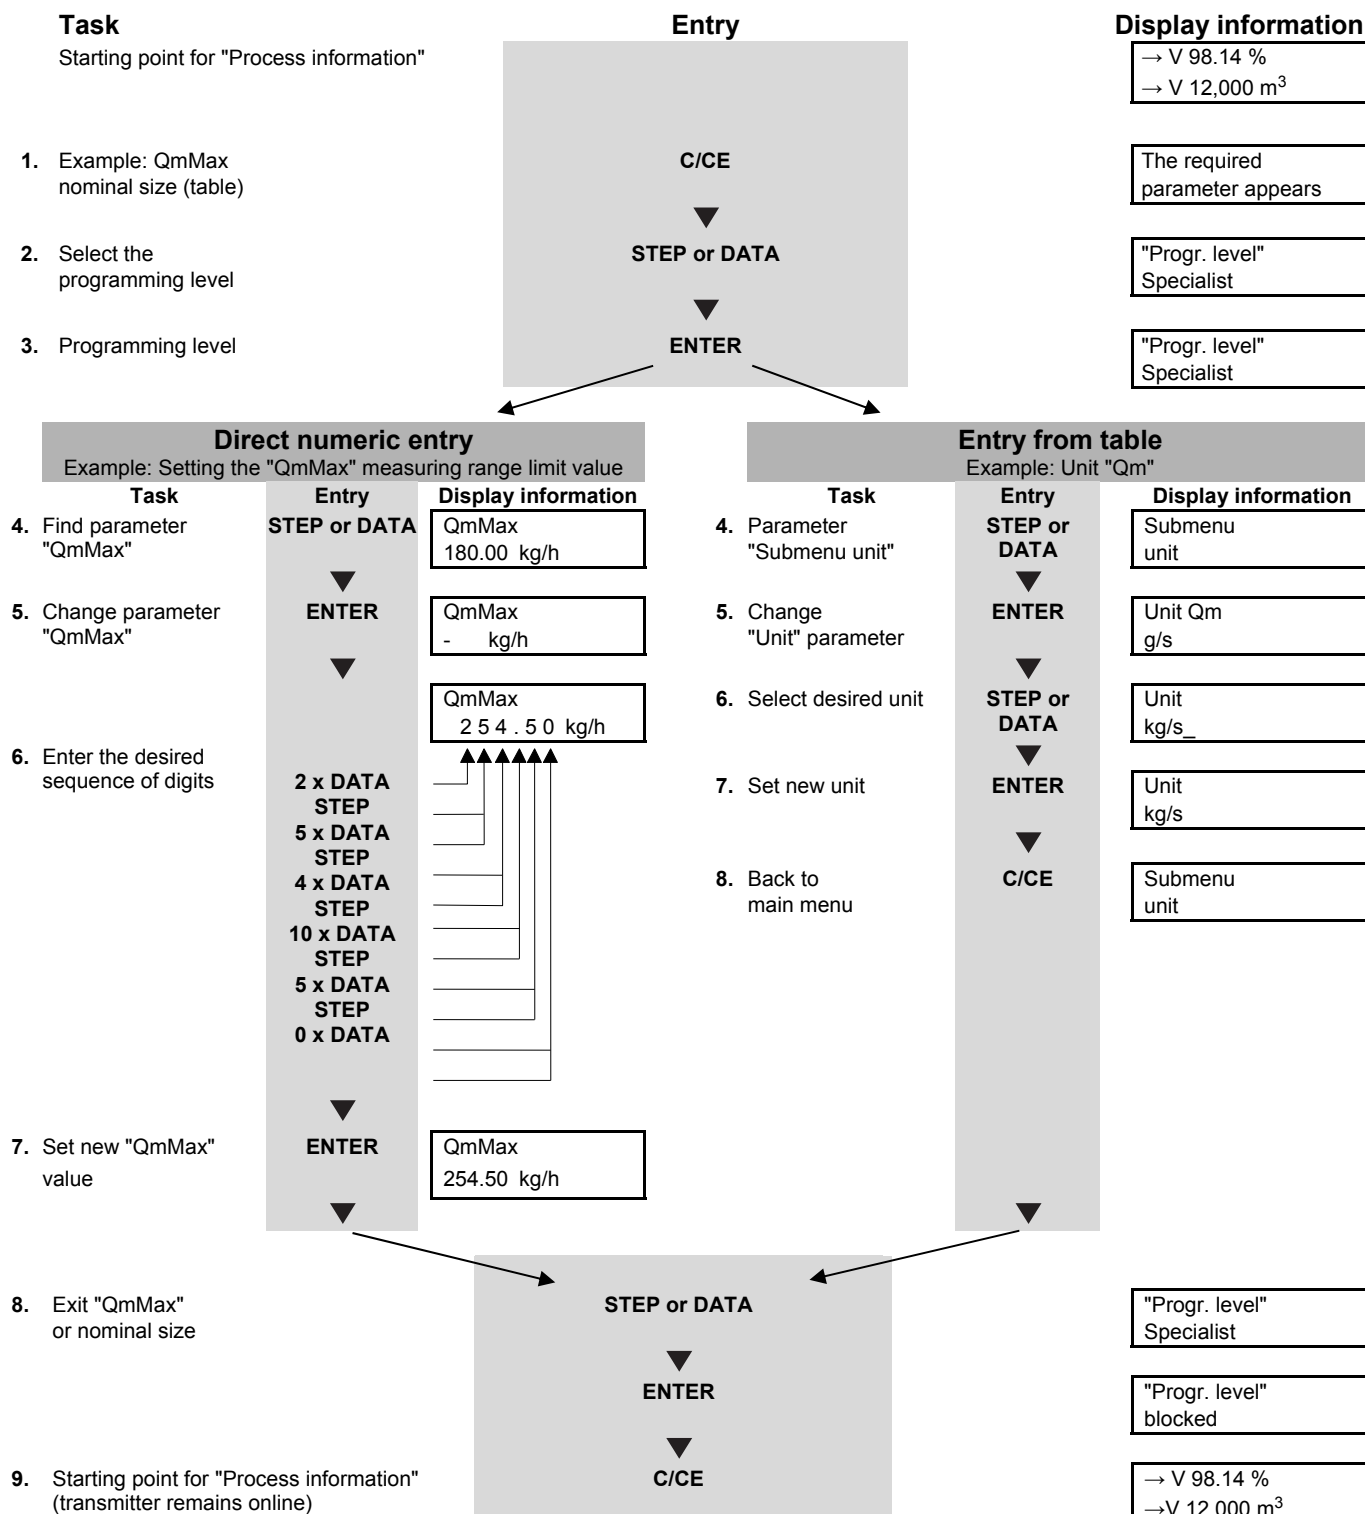 Task Entry Display information
Starting point for "Process information"
→ V 98.14 %
→ V 12,000 m³
1. Example: QmMax
nominal size (table)
C/CE
The required
parameter appears
2. Select the
programming level
STEP or DATA
"Progr. level"
Specialist
3. Programming level
ENTER
"Progr. level"
Specialist
Direct numeric entry
Example: Setting the "QmMax" measuring range limit value
Task Entry Display information
4. Find parameter
"QmMax"
STEP or DATA
QmMax
180.00 kg/h
5. Change parameter
"QmMax"
ENTER
QmMax
- kg/h
QmMax
2 5 4 . 5 0 kg/h
6. Enter the desired
sequence of digits
2 x DATA
STEP
5 x DATA
STEP
4 x DATA
STEP
10 x DATA
STEP
5 x DATA
STEP
0 x DATA
7. Set new "QmMax"
value
ENTER
QmMax
254.50 kg/h
Entry from table
Example: Unit "Qm"
Task Entry Display information
4. Parameter
"Submenu unit"
STEP or
DATA
Submenu
unit
5. Change
"Unit" parameter
ENTER
Unit Qm
g/s
6. Select desired unit
STEP or
DATA
Unit
kg/s_
7. Set new unit
ENTER
Unit
kg/s
8. Back to
main menu
C/CE
Submenu
unit
8. Exit "QmMax"
or nominal size
STEP or DATA
"Progr. level"
Specialist
ENTER
"Progr. level"
blocked
9. Starting point for "Process information"
(transmitter remains online)
C/CE
→ V 98.14 %
→V 12,000 m³